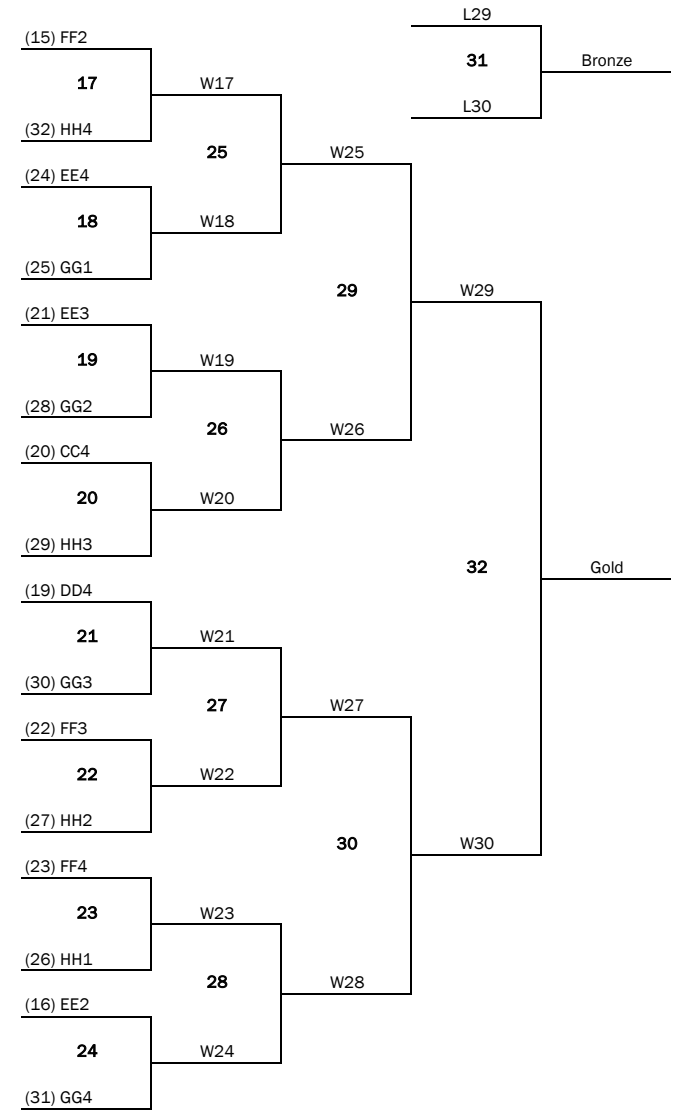 L29
(15) FF2
31
Bronze
17
W17
L30
(32) HH4
25
W25
(24) EE4
18
W18
(25) GG1
29
W29
(21) EE3
19
W19
(28) GG2
26
W26
(20) CC4
20
W20
(29) HH3
32
Gold
(19) DD4
21
W21
(30) GG3
27
W27
(22) FF3
22
W22
(27) HH2
30
W30
(23) FF4
23
W23
(26) HH1
28
W28
(16) EE2
24
W24
(31) GG4